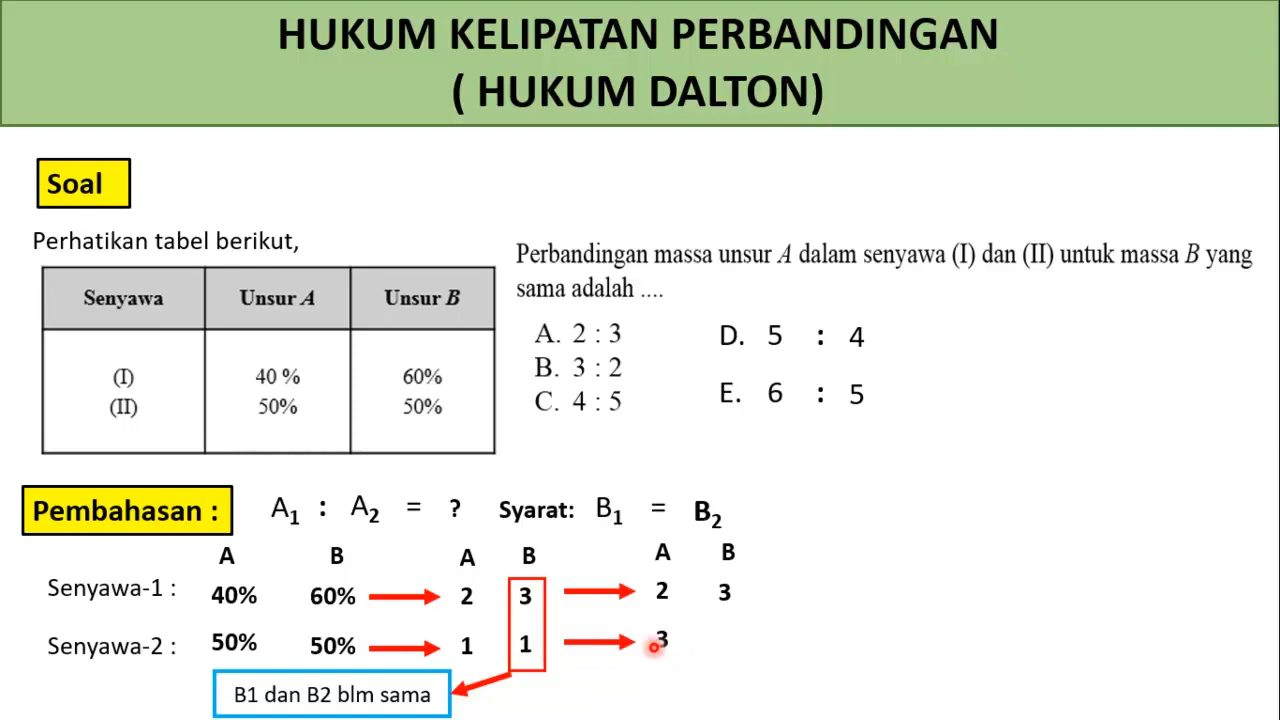 HUKUM KELIPATAN PERBANDINGAN
( HUKUM DALTON)
Soal
Perhatikan tabel berikut,
Senyawa Unsur A Unsur B
(I) 40 % 60%
(II) 50% 50%
Perbandingan massa unsur A dalam senyawa (I) dan (II) untuk massa B yang
sama adalah ....
A. 2 : 3
B. 3 : 2
C. 4 : 5
D. 5 : 4
E. 6 : 5
Pembahasan : A₁ : A₂ = ? Syarat: B₁ = B₂
A B A B A B
Senyawa-1 : 40% 60% 2 3 2 3
Senyawa-2 : 50% 50% 1 1 3
B1 dan B2 blm sama